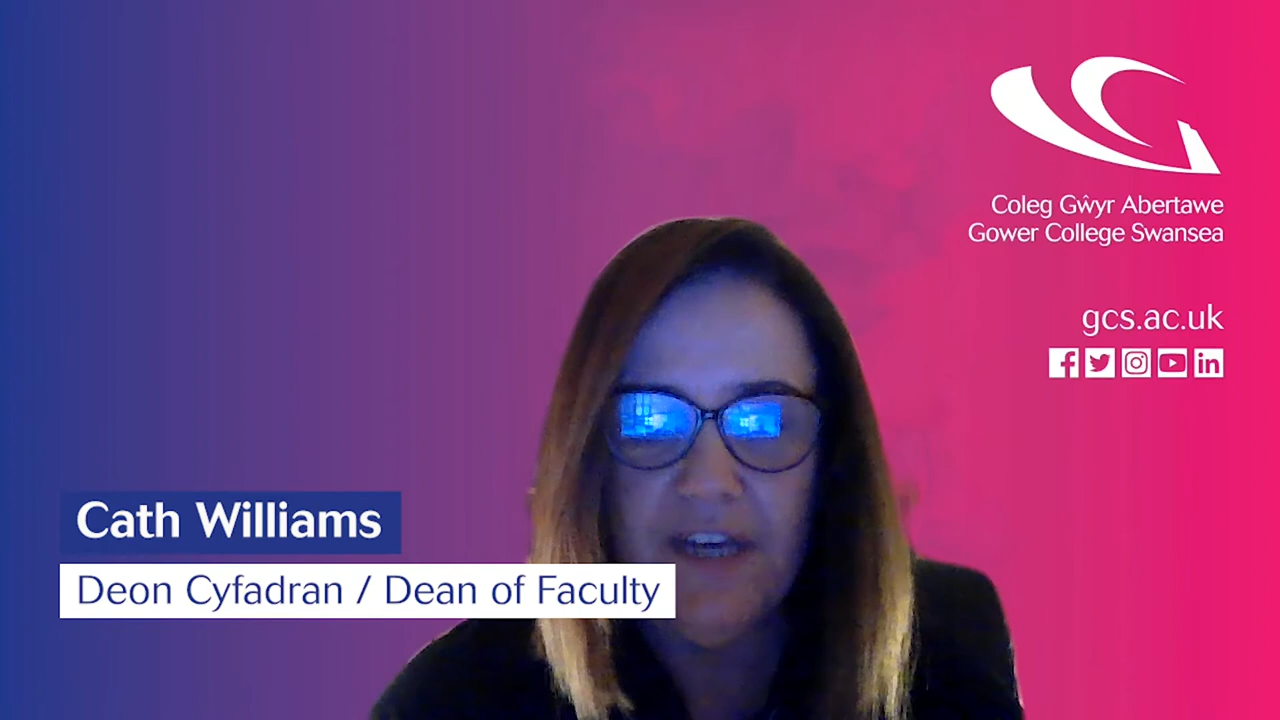 Coleg Gŵyr Abertawe
Gower College Swansea
gcs.ac.uk
Cath Williams
Deon Cyfadran / Dean of Faculty